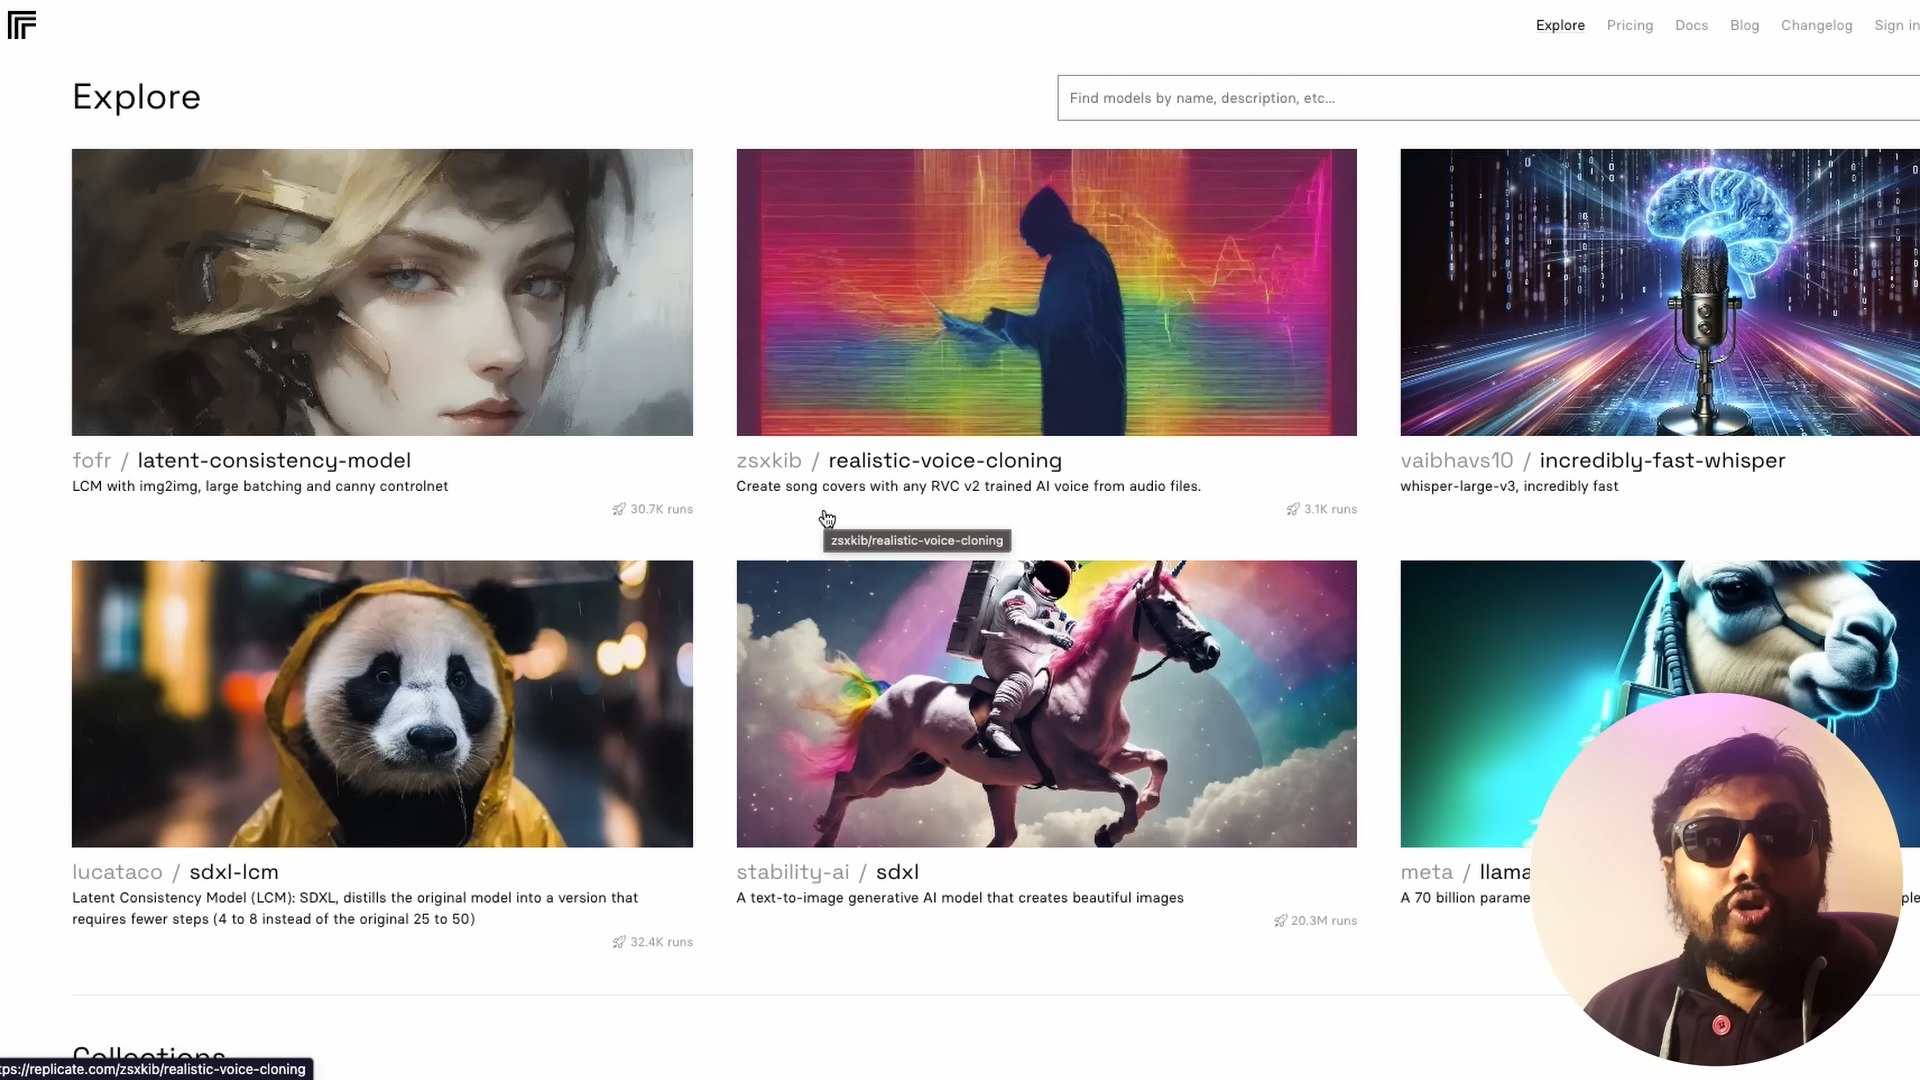 Explore
Pricing
Docs
Blog
Changelog
Sign in
Explore
Find models by name, description, etc...
fofr / latent-consistency-model
LCM with img2img, large batching and canny controlnet
30.7K runs
zsxkib / realistic-voice-cloning
Create song covers with any RVC v2 trained AI voice from audio files.
3.1K runs
zsxkib/realistic-voice-cloning
vaibhavs10 / incredibly-fast-whisper
whisper-large-v3, incredibly fast
lucataco / sdxl-lcm
Latent Consistency Model (LCM): SDXL, distills the original model into a version that
requires fewer steps (4 to 8 instead of the original 25 to 50)
32.4K runs
stability-ai / sdxl
A text-to-image generative AI model that creates beautiful images
20.3M runs
meta / llama
A 70 billion parame
Collections
tps://replicate.com/zsxkib/realistic-voice-cloning